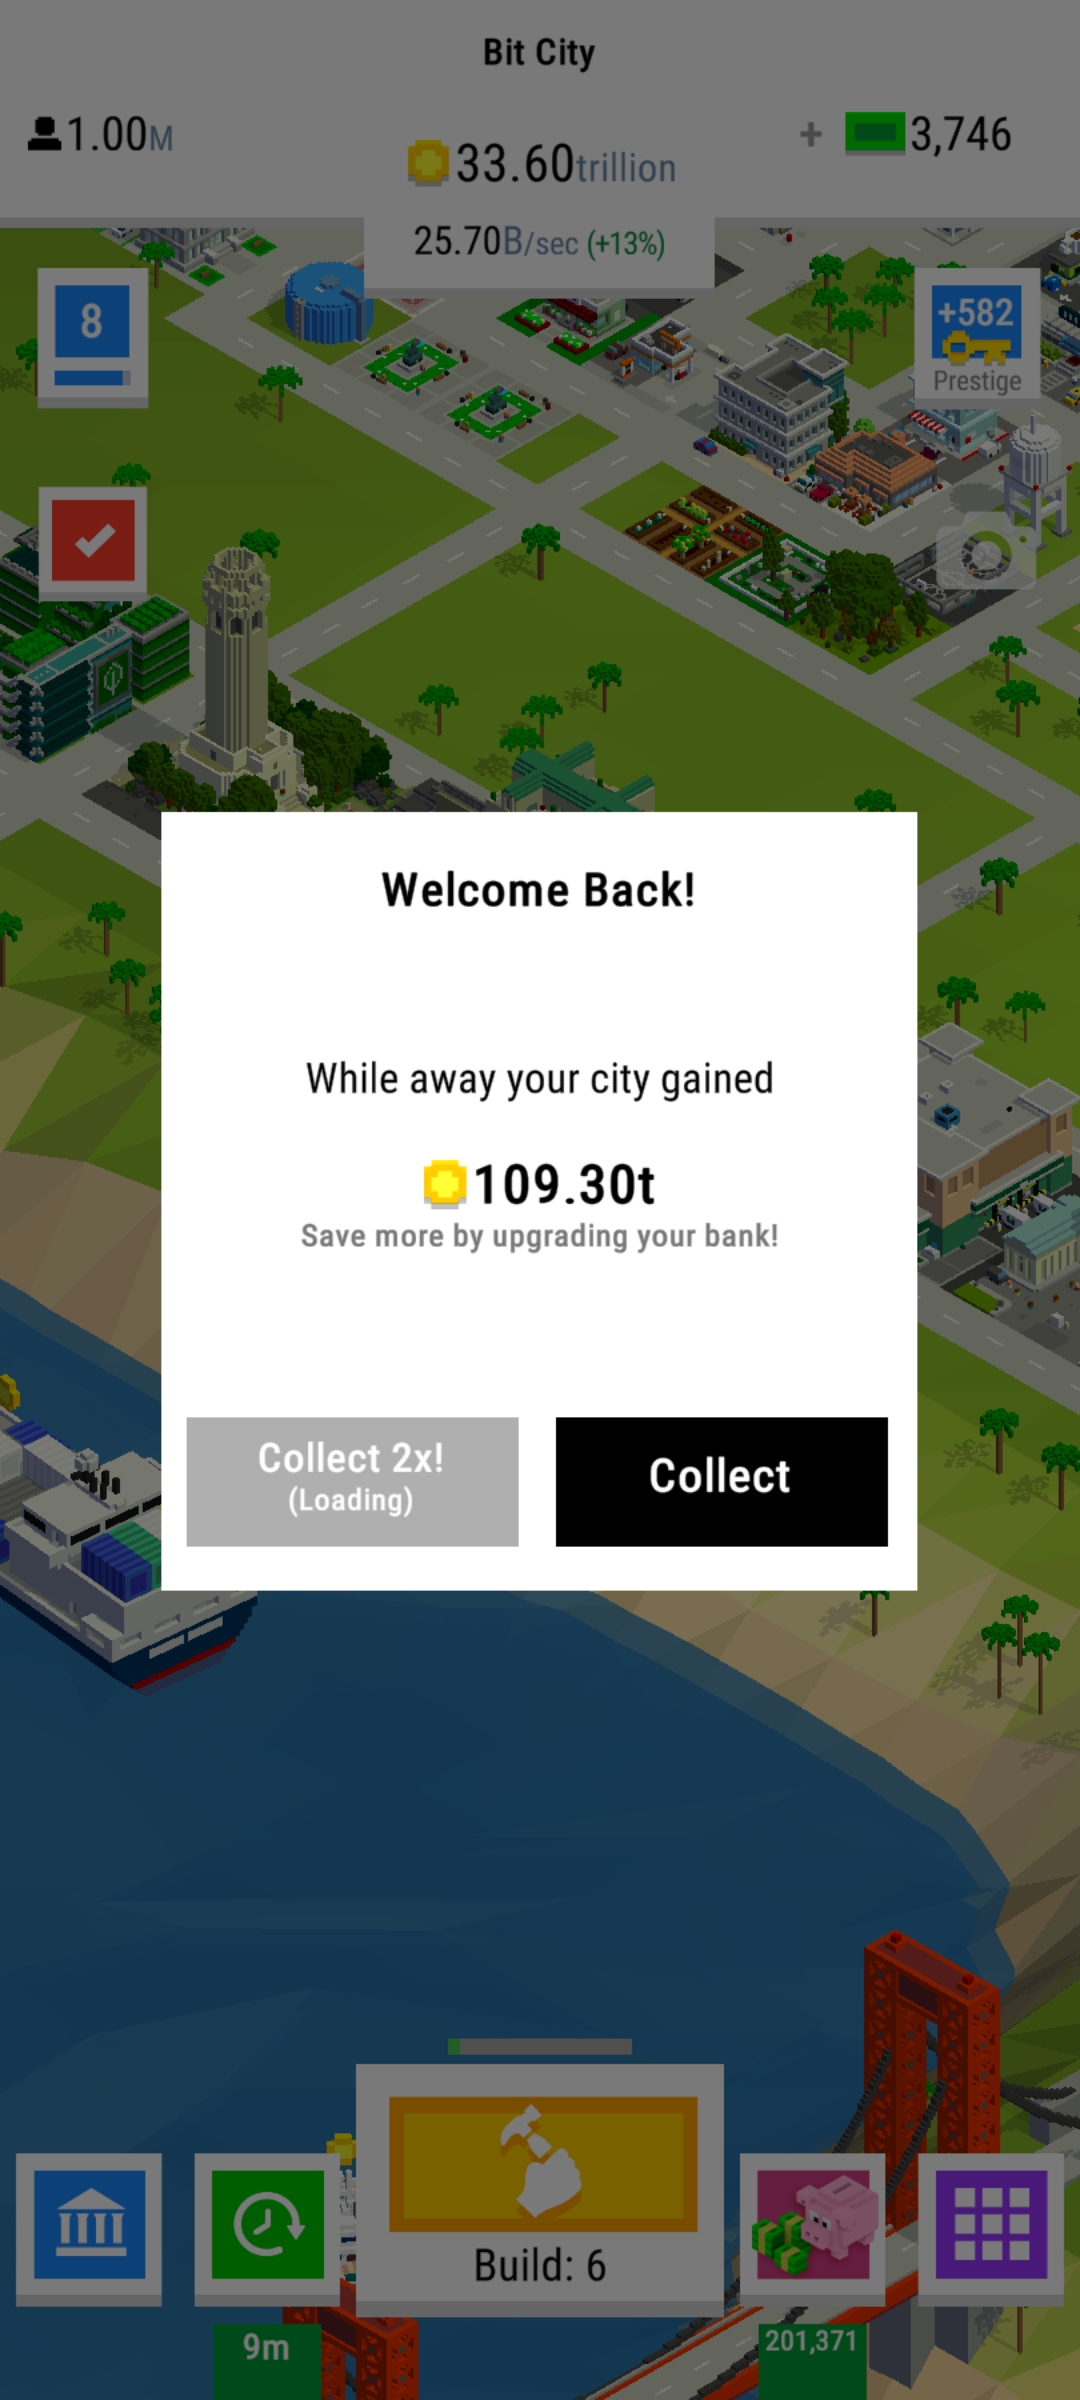 Bit City
1.00M
33.60trillion
+ 3,746
25.70B/sec (+13%)
8
+582
Prestige
Welcome Back!
While away your city gained
109.30t
Save more by upgrading your bank!
Collect 2x!
(Loading)
Collect
Build: 6
9m
201,371